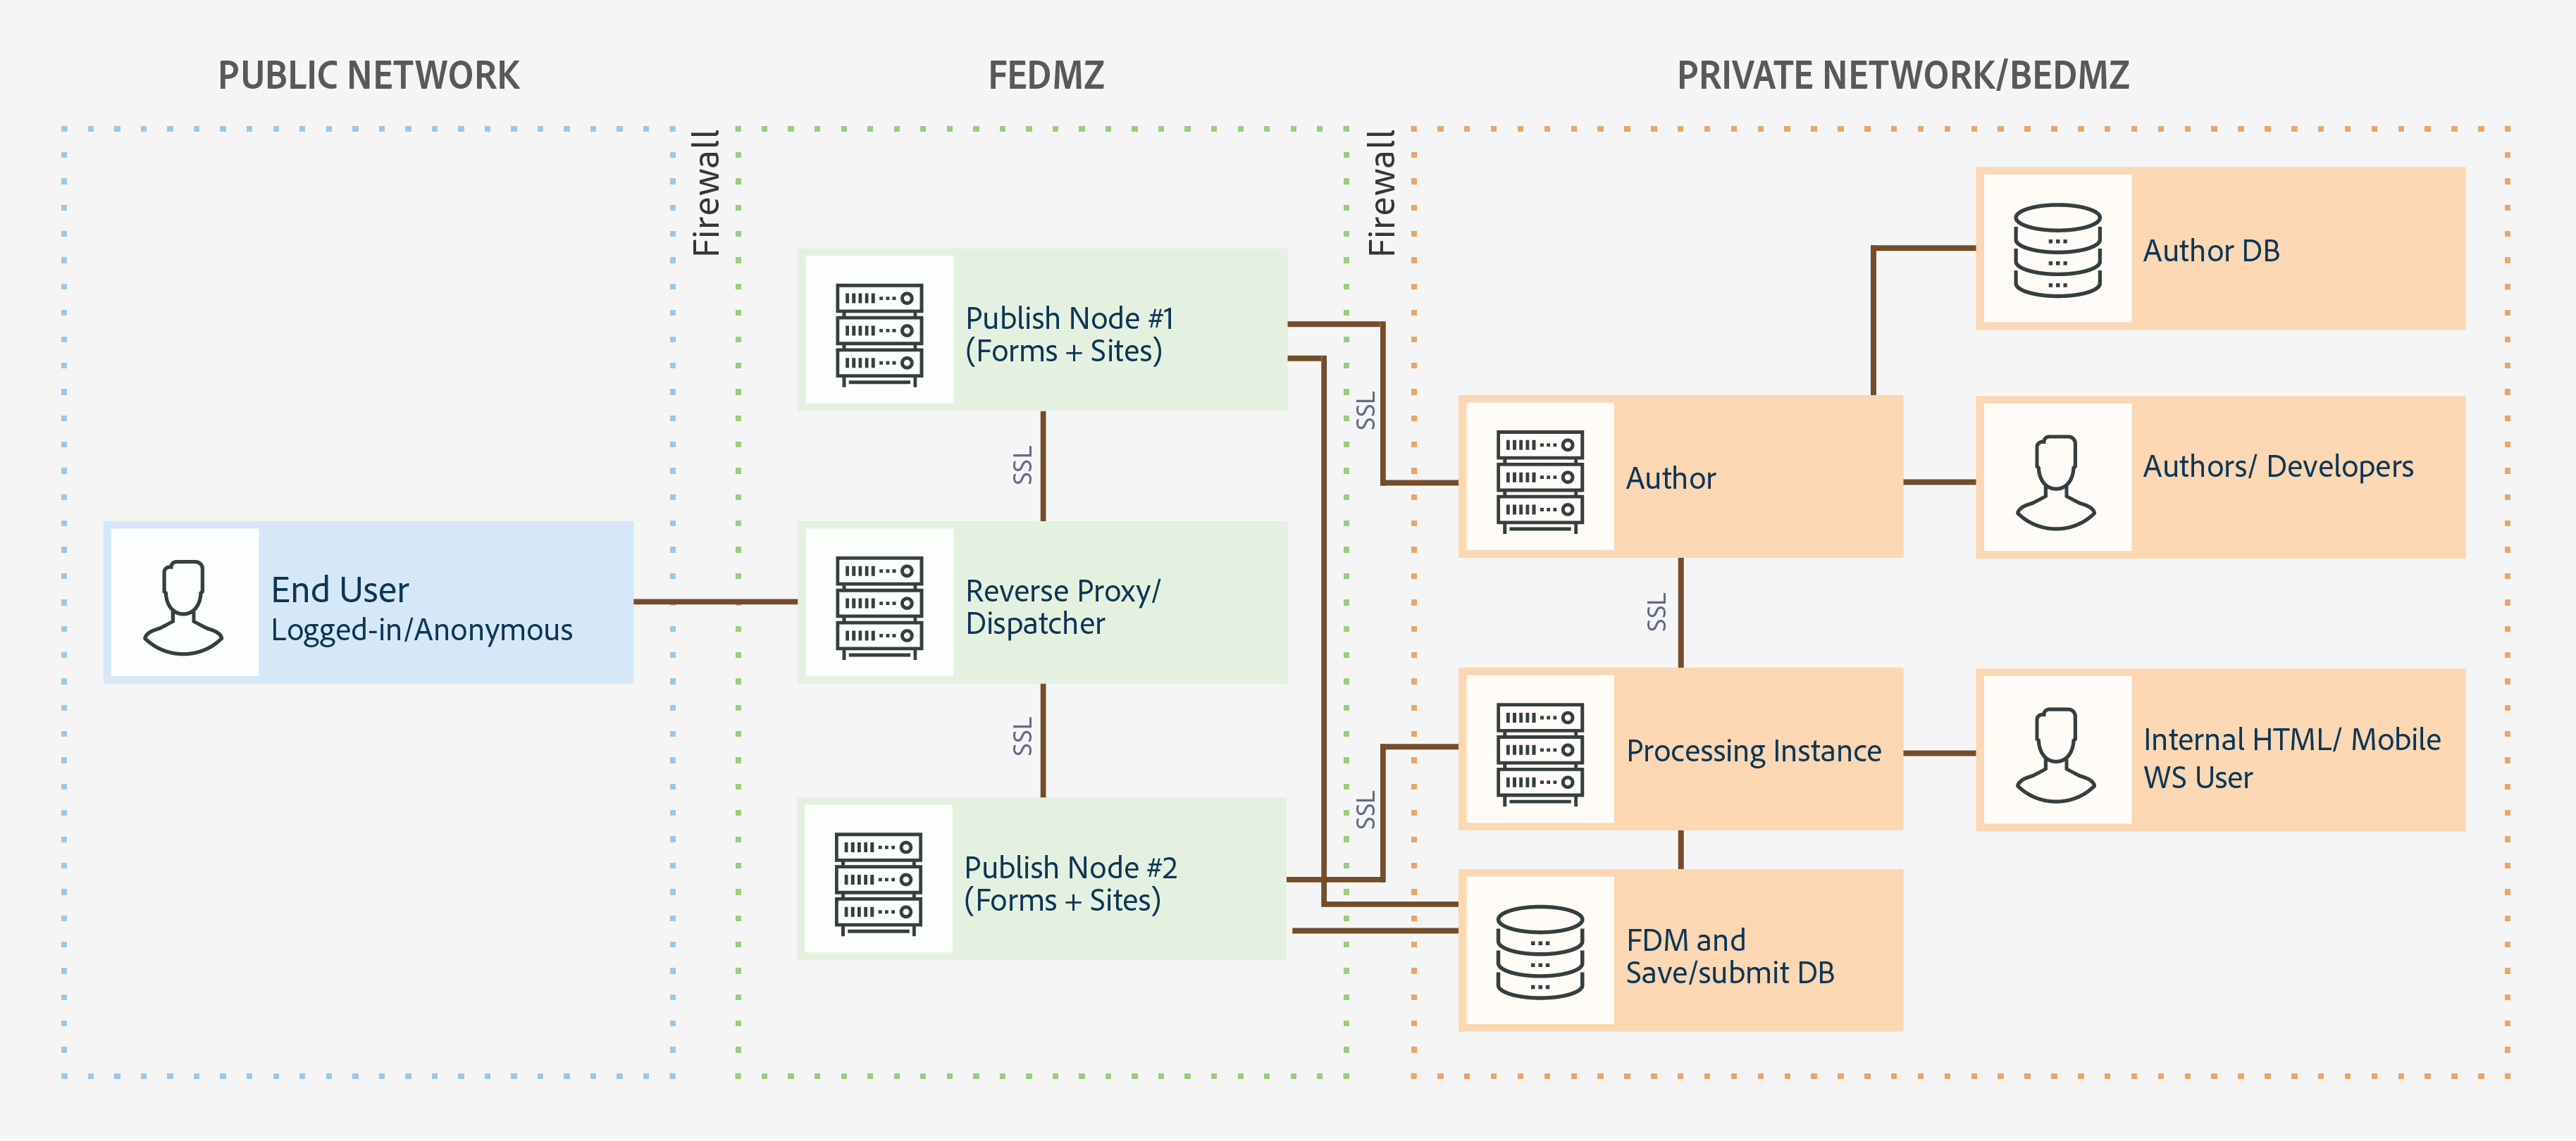 PUBLIC NETWORK
FEDMZ
PRIVATE NETWORK/BEDMZ
Firewall
Firewall
End User
Logged-in/Anonymous
Publish Node #1
(Forms + Sites)
SSL
Reverse Proxy/
Dispatcher
SSL
Publish Node #2
(Forms + Sites)
SSL
SSL
Author DB
Author
Authors/ Developers
SSL
Processing Instance
Internal HTML/ Mobile
WS User
FDM and
Save/submit DB